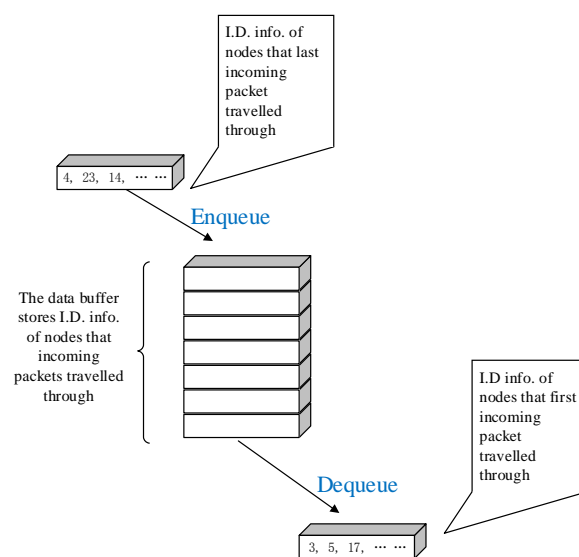 I.D. info. of
nodes that last
incoming
packet
travelled
through
4, 23, 14, … …
Enqueue
The data buffer
stores I.D. info.
of nodes that
incoming
packets travelled
through
I.D info. of
nodes that first
incoming
packet
travelled
through
Dequeue
3, 5, 17, … …